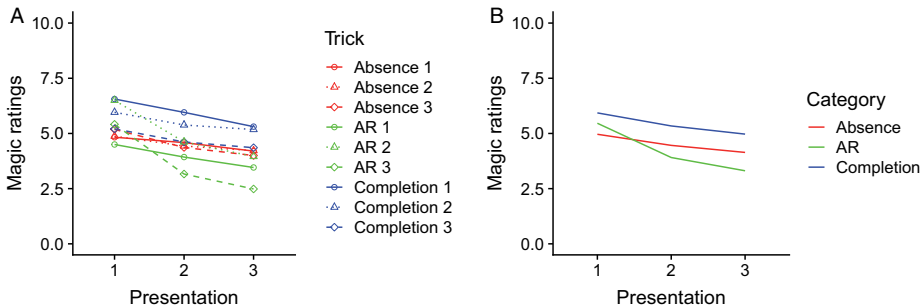 A
Magic ratings
10.0
7.5
5.0
2.5
0.0
1 2 3
Presentation
Trick
Absence 1
Absence 2
Absence 3
AR 1
AR 2
AR 3
Completion 1
Completion 2
Completion 3
B
Magic ratings
10.0
7.5
5.0
2.5
0.0
1 2 3
Presentation
Category
Absence
AR
Completion